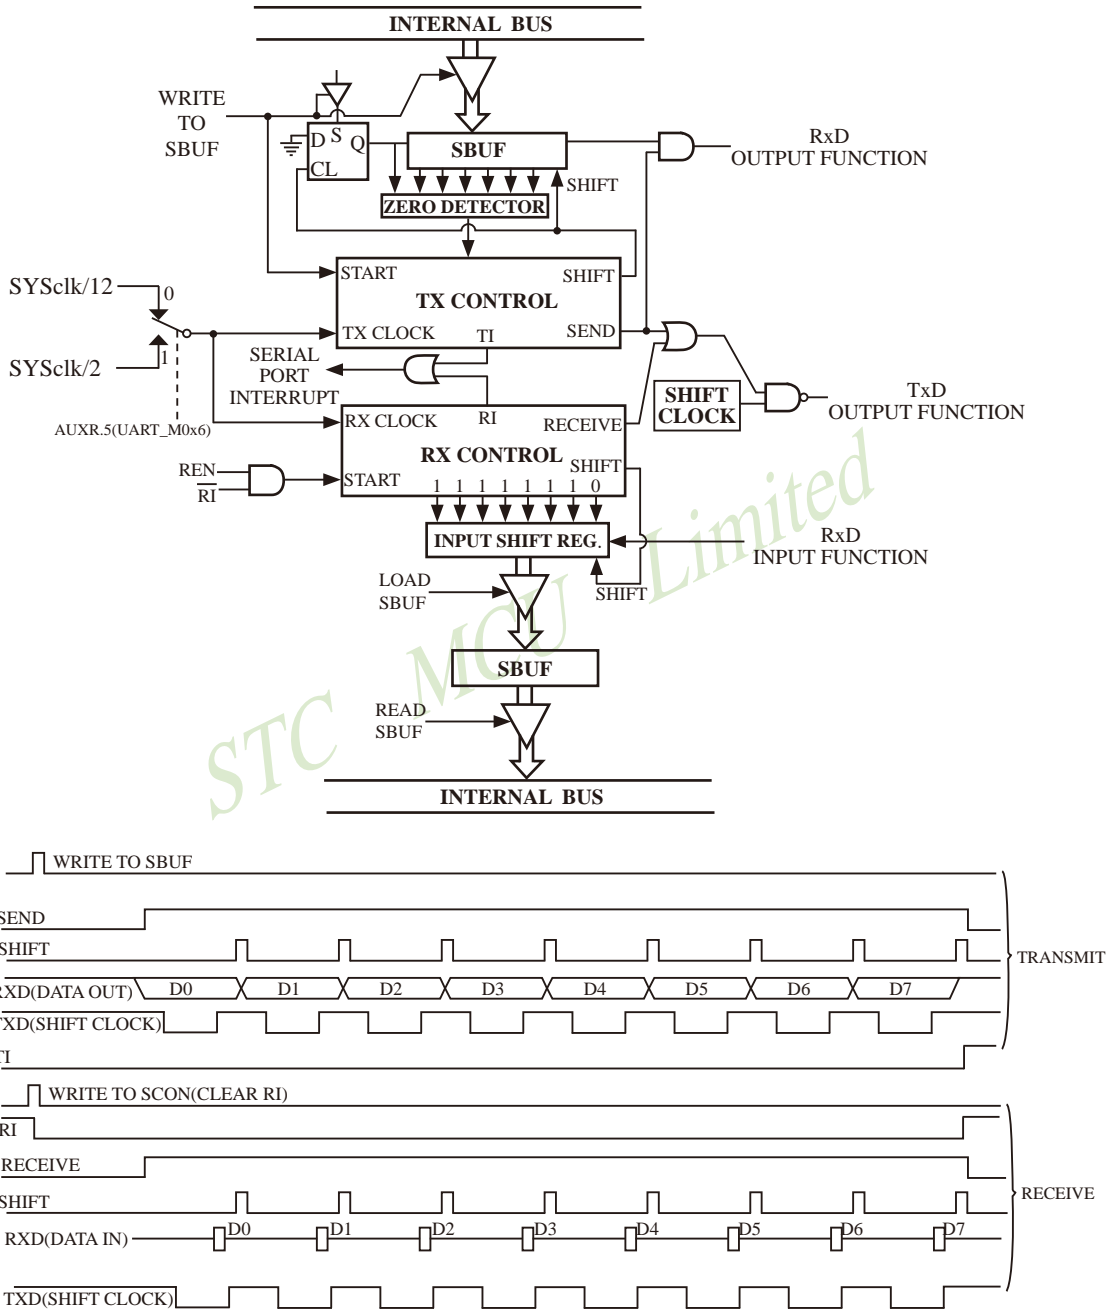 INTERNAL BUS
WRITE
TO
SBUF
D S Q
CL
SBUF
RxD
OUTPUT FUNCTION
SHIFT
ZERO DETECTOR
START
SHIFT
TX CONTROL
TX CLOCK
TI
SEND
SYSclk/12
0
SYSclk/2
1
SERIAL
PORT
INTERRUPT
AUXR.5(UART_M0x6)
SHIFT
CLOCK
TxD
OUTPUT FUNCTION
RX CLOCK
RI
RECEIVE
RX CONTROL
SHIFT
START
1 1 1 1 1 1 1 0
REN
RI
INPUT SHIFT REG.
RxD
INPUT FUNCTION
LOAD
SBUF
SHIFT
SBUF
READ
SBUF
INTERNAL BUS
STC MCU Limited
WRITE TO SBUF
SEND
SHIFT
RXD(DATA OUT) D0 D1 D2 D3 D4 D5 D6 D7
TXD(SHIFT CLOCK)
TI
TRANSMIT
WRITE TO SCON(CLEAR RI)
RI
RECEIVE
SHIFT
RXD(DATA IN) D0 D1 D2 D3 D4 D5 D6 D7
TXD(SHIFT CLOCK)
RECEIVE